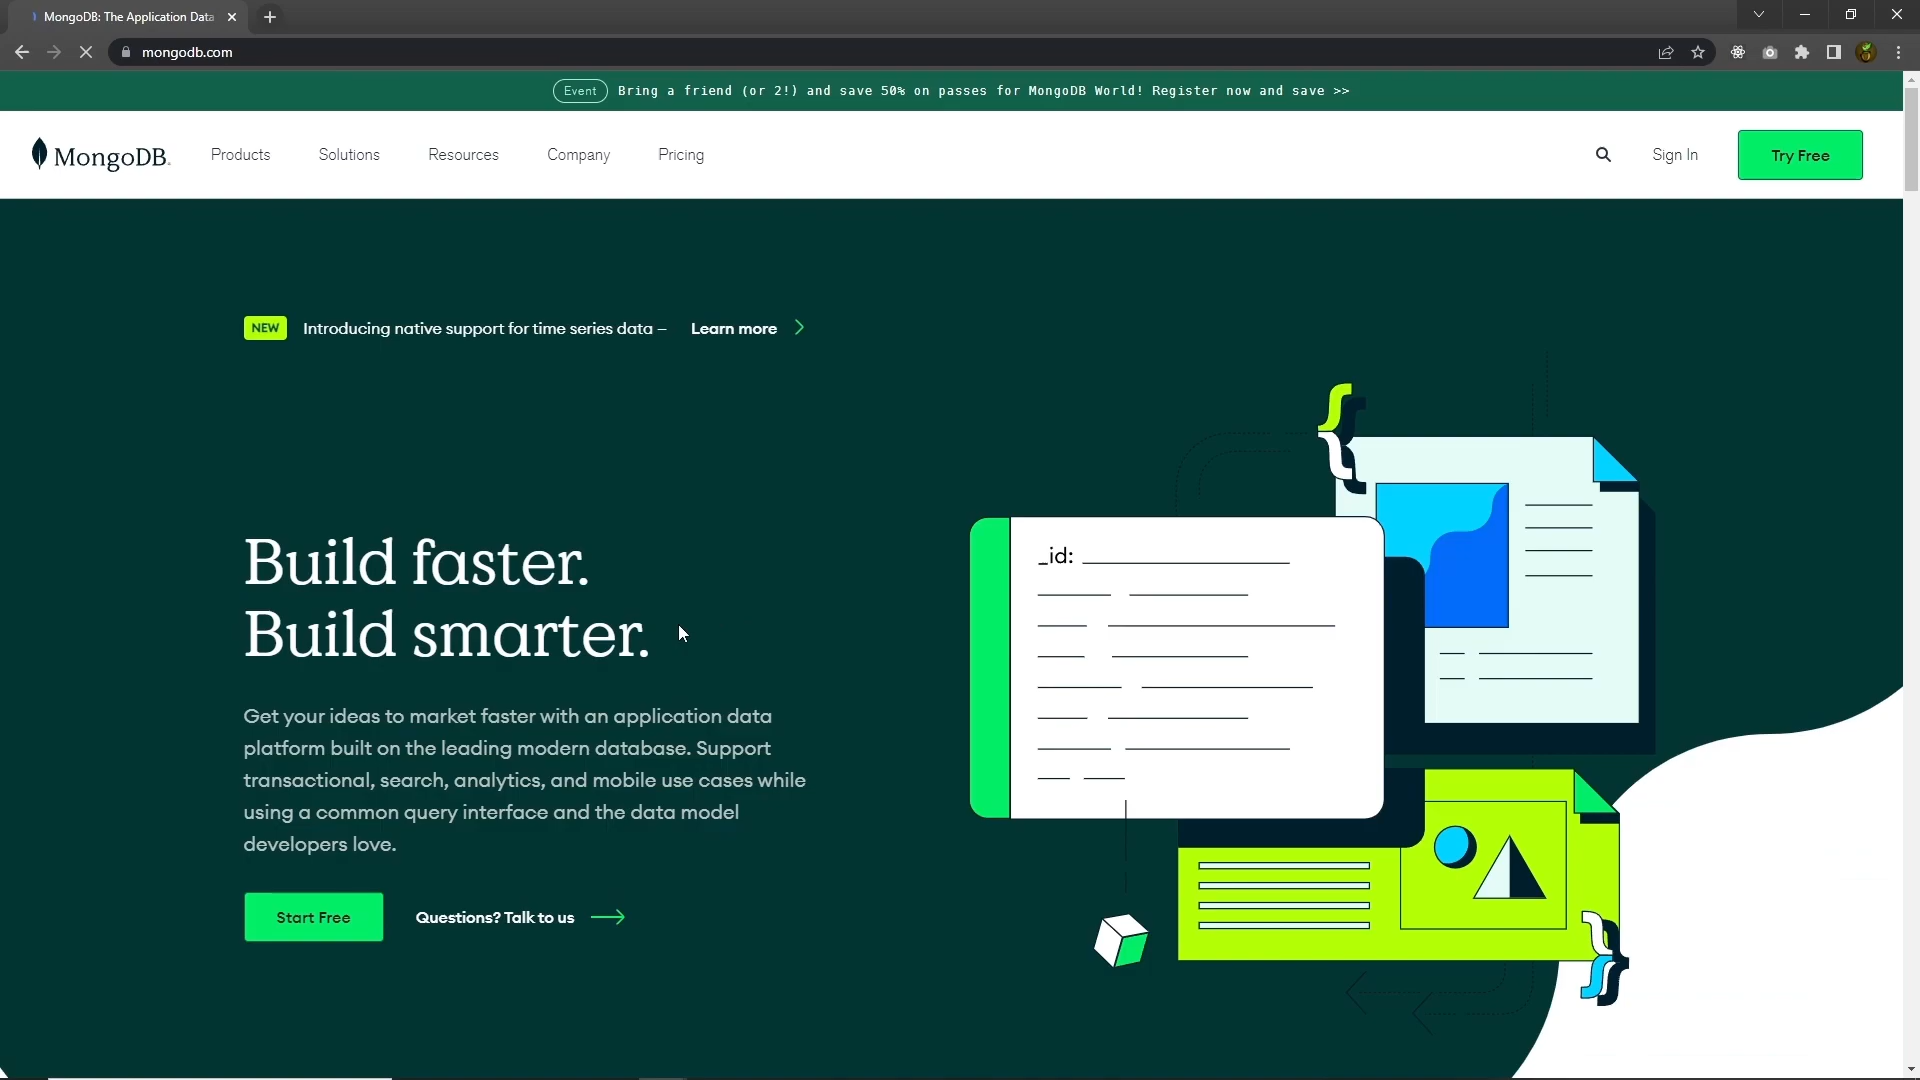 MongoDB: The Application Data
mongodb.com
Event Bring a friend (or 2!) and save 50% on passes for MongoDB World! Register now and save >>
MongoDB. Products Solutions Resources Company Pricing Sign In Try Free
NEW Introducing native support for time series data – Learn more
Build faster.
Build smarter.
_id:
Get your ideas to market faster with an application data
platform built on the leading modern database. Support
transactional, search, analytics, and mobile use cases while
using a common query interface and the data model
developers love.
Start Free Questions? Talk to us